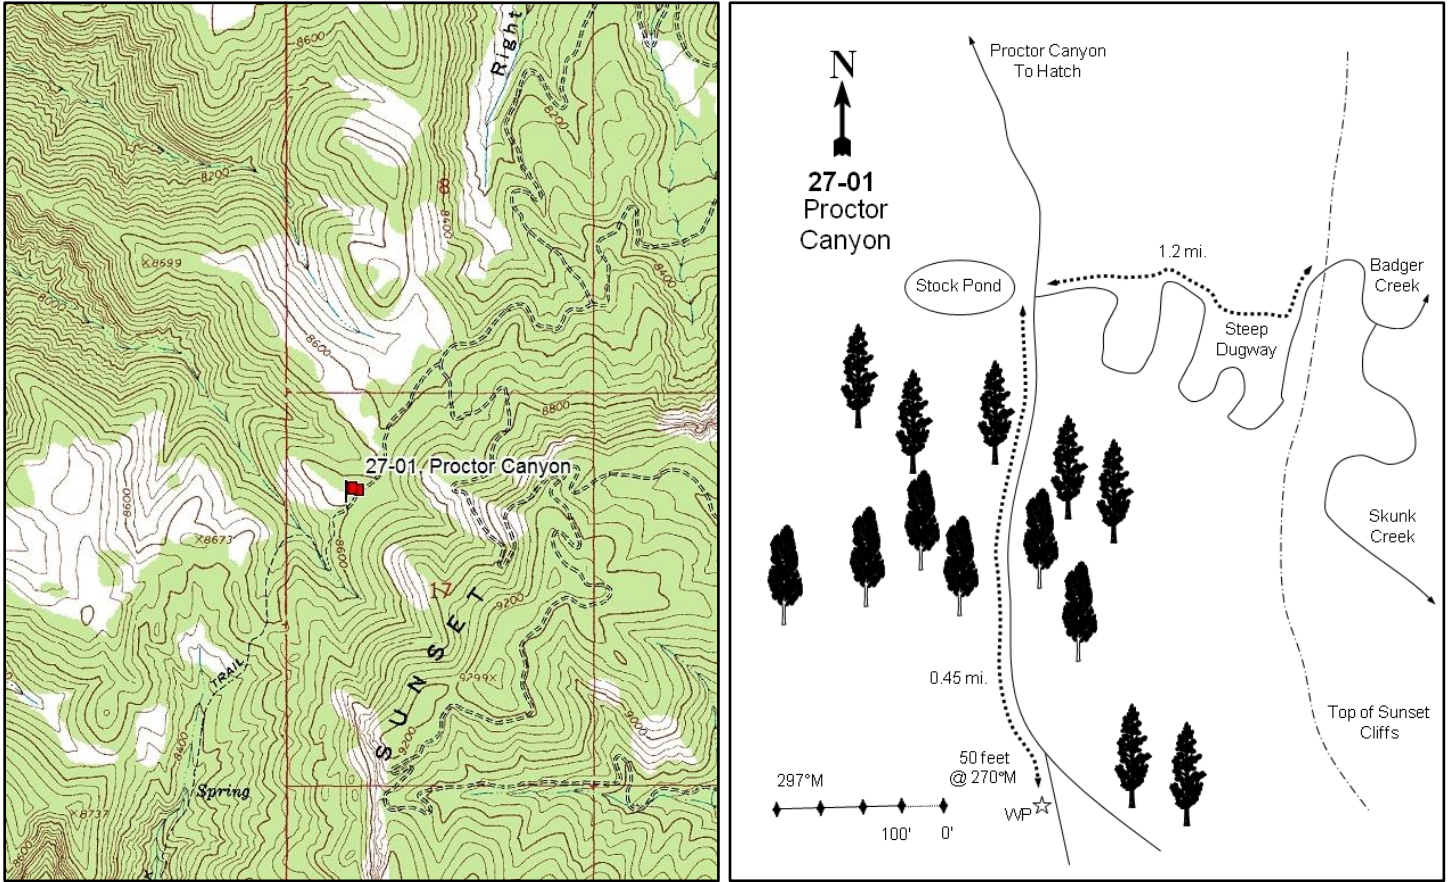 8600
Right
8200
8200
8
8400
8400
×8699
8000
8600
8800
27-01, Proctor Canyon
8600
×8673
8600
17
9200
SUNSET
TRAIL
9299×
9000
9200
8400
Spring
×8737
8600
K
Proctor Canyon
To Hatch
N
27-01
Proctor
Canyon
1.2 mi.
Badger
Creek
Stock Pond
Steep
Dugway
Skunk
Creek
0.45 mi.
Top of Sunset
Cliffs
50 feet
@ 270°M
297°M
WP
100'
0'